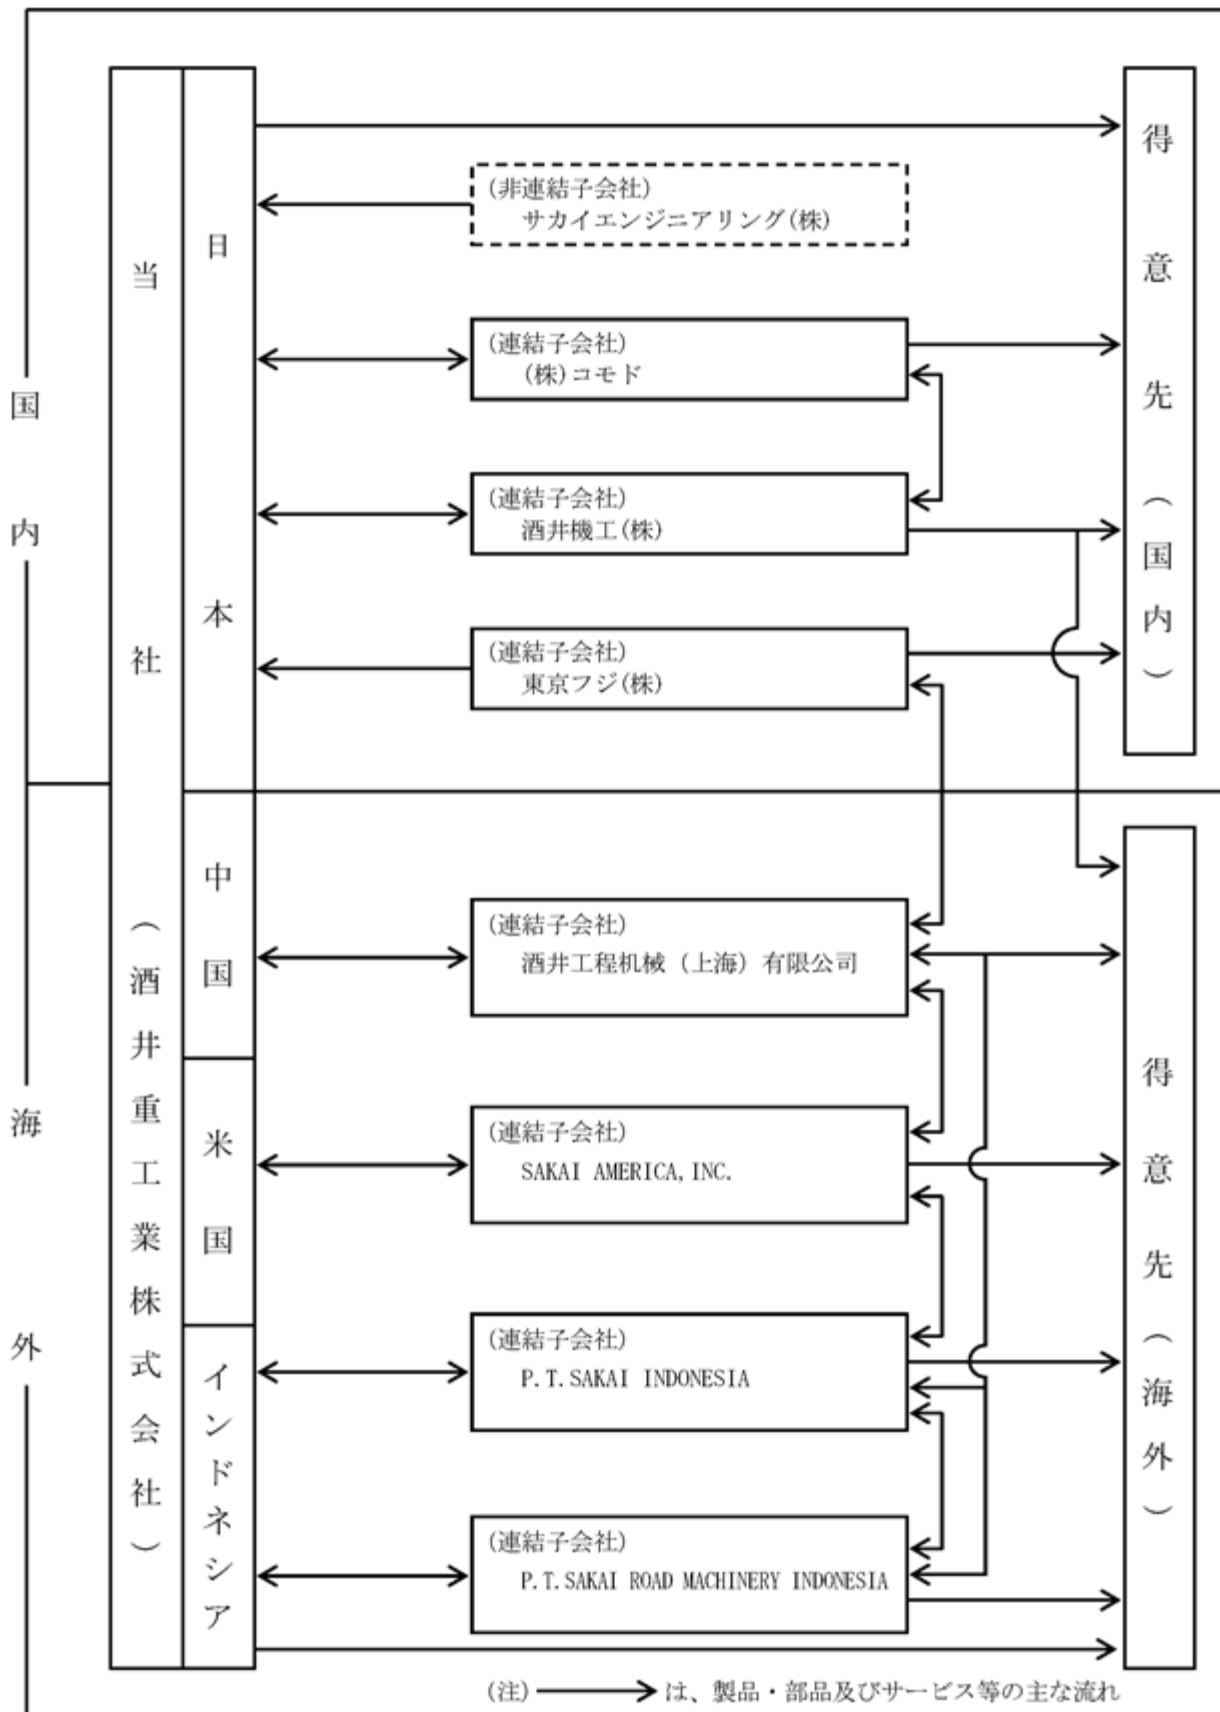 国内
海外
当社（酒井重工業株式会社）
日本
中国
米国
インドネシア
(非連結子会社)
サカイエンジニアリング(株)
(連結子会社)
(株)コモド
(連結子会社)
酒井機工(株)
(連結子会社)
東京フジ(株)
(連結子会社)
酒井工程机械（上海）有限公司
(連結子会社)
SAKAI AMERICA,INC.
(連結子会社)
P.T.SAKAI INDONESIA
(連結子会社)
P.T.SAKAI ROAD MACHINERY INDONESIA
得意先（国内）
得意先（海外）
(注) は、製品・部品及びサービス等の主な流れ